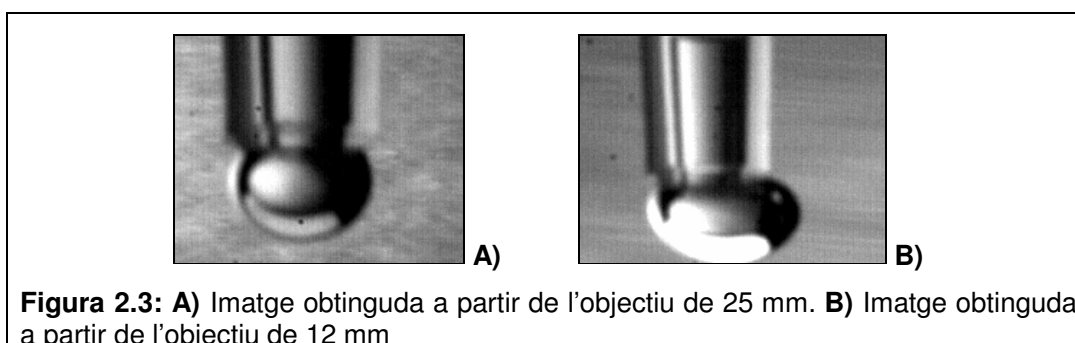 A)
B)
Figura 2.3: A) Imatge obtinguda a partir de l'objectiu de 25 mm. B) Imatge obtinguda
a partir de l'objectiu de 12 mm